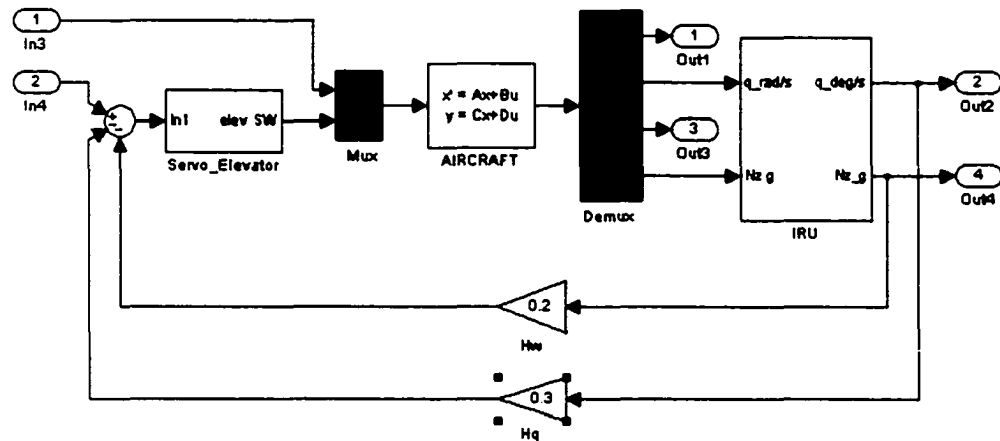 1
In3
2
In4
+
-
-
In1 elev SW
Servo_Elevator
Mux
x' = Ax+Bu
y = Cx+Du
AIRCRAFT
Demux
1
Out1
3
Out3
q_rad/s q_deg/s
Nz g Nz_g
IRU
2
Out2
4
Out4
0.2
Hw
0.3
Hq